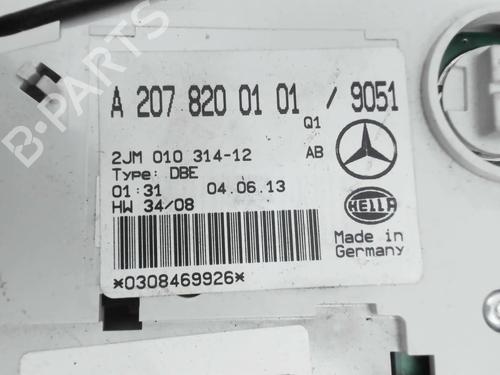 B-PARTS
A 207 820 01 01 / 9051
Q1
2JM 010 314-12 AB
Type: DBE
01:31 04.06.13
HW 34/08
HELLA
Made in
Germany
*0308469926*